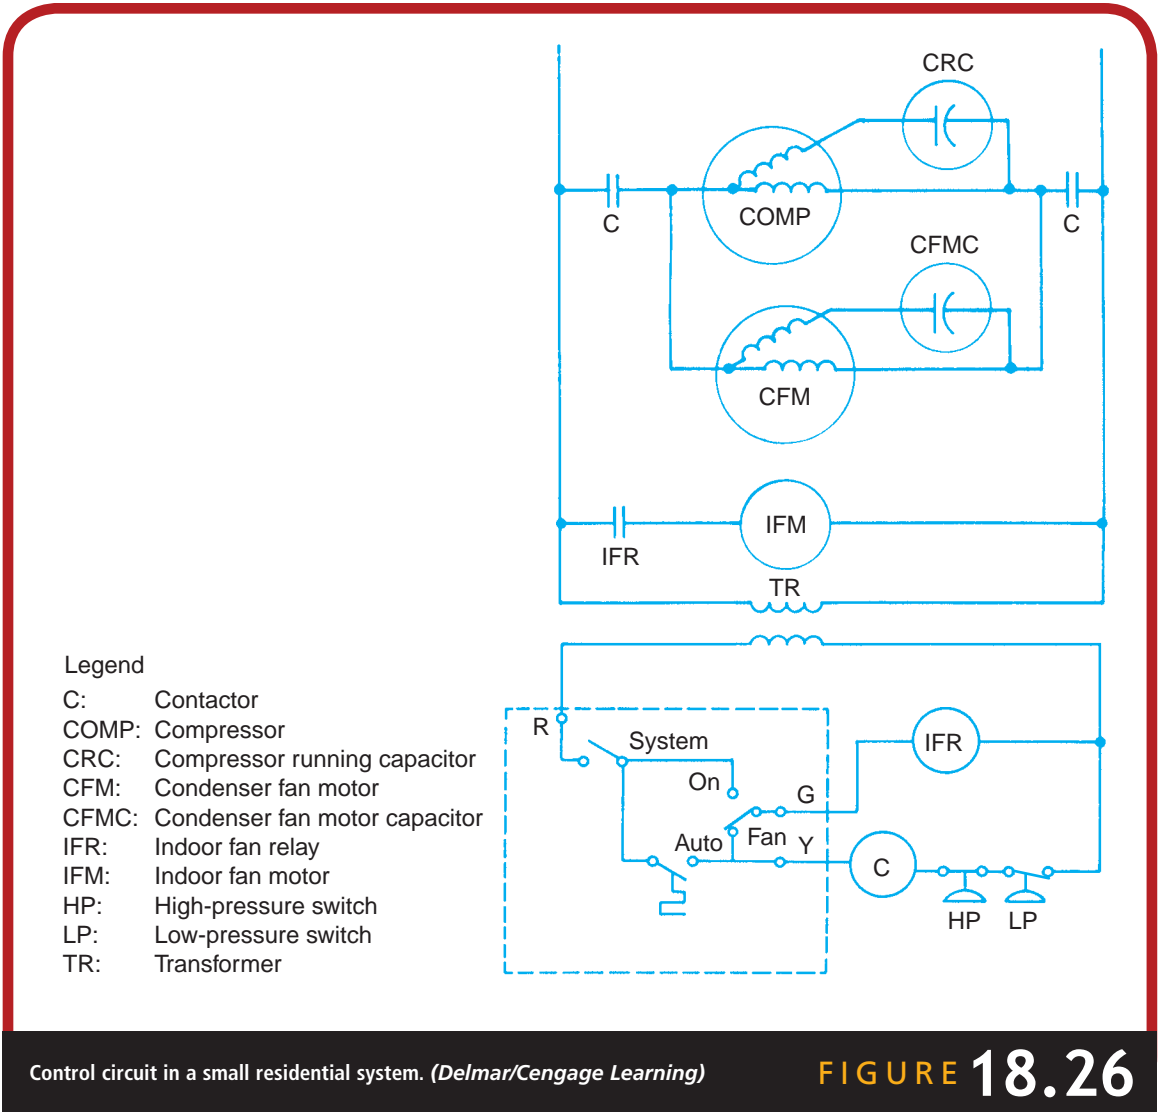 CRC
C
COMP
C
CFMC
CFM
IFM
IFR
TR
Legend
C: Contactor
COMP: Compressor
CRC: Compressor running capacitor
CFM: Condenser fan motor
CFMC: Condenser fan motor capacitor
IFR: Indoor fan relay
IFM: Indoor fan motor
HP: High-pressure switch
LP: Low-pressure switch
TR: Transformer
R
System
IFR
On
G
Auto
Fan
Y
C
HP
LP
Control circuit in a small residential system. (Delmar/Cengage Learning)
FIGURE 18.26